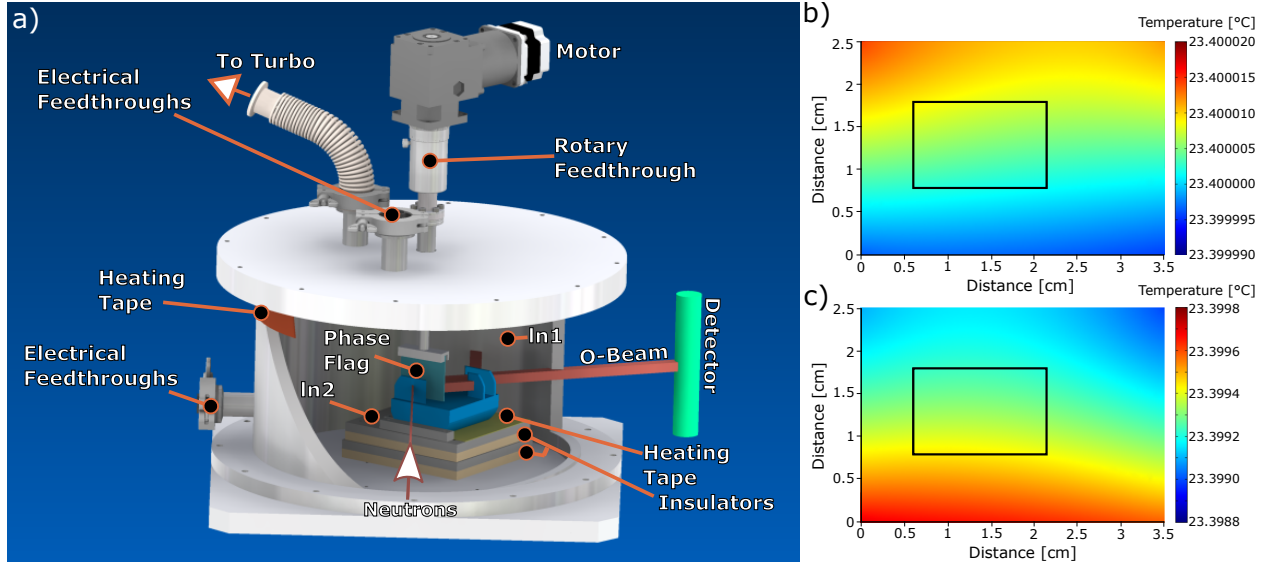 a)
To Turbo
Electrical
Feedthroughs
Motor
Rotary
Feedthrough
Heating
Tape
Electrical
Feedthroughs
Phase
Flag
In1
In2
O-Beam
Detector
Heating
Tape
Insulators
Neutrons
b)
Temperature [°C]
2.5
2
1.5
1
0.5
0
Distance [cm]
0
0.5
1
1.5
2
2.5
3
3.5
Distance [cm]
23.400020
23.400015
23.400010
23.400005
23.400000
23.399995
23.399990
c)
Temperature [°C]
2.5
2
1.5
1
0.5
0
Distance [cm]
0
0.5
1
1.5
2
2.5
3
3.5
Distance [cm]
23.3998
23.3996
23.3994
23.3992
23.3990
23.3988